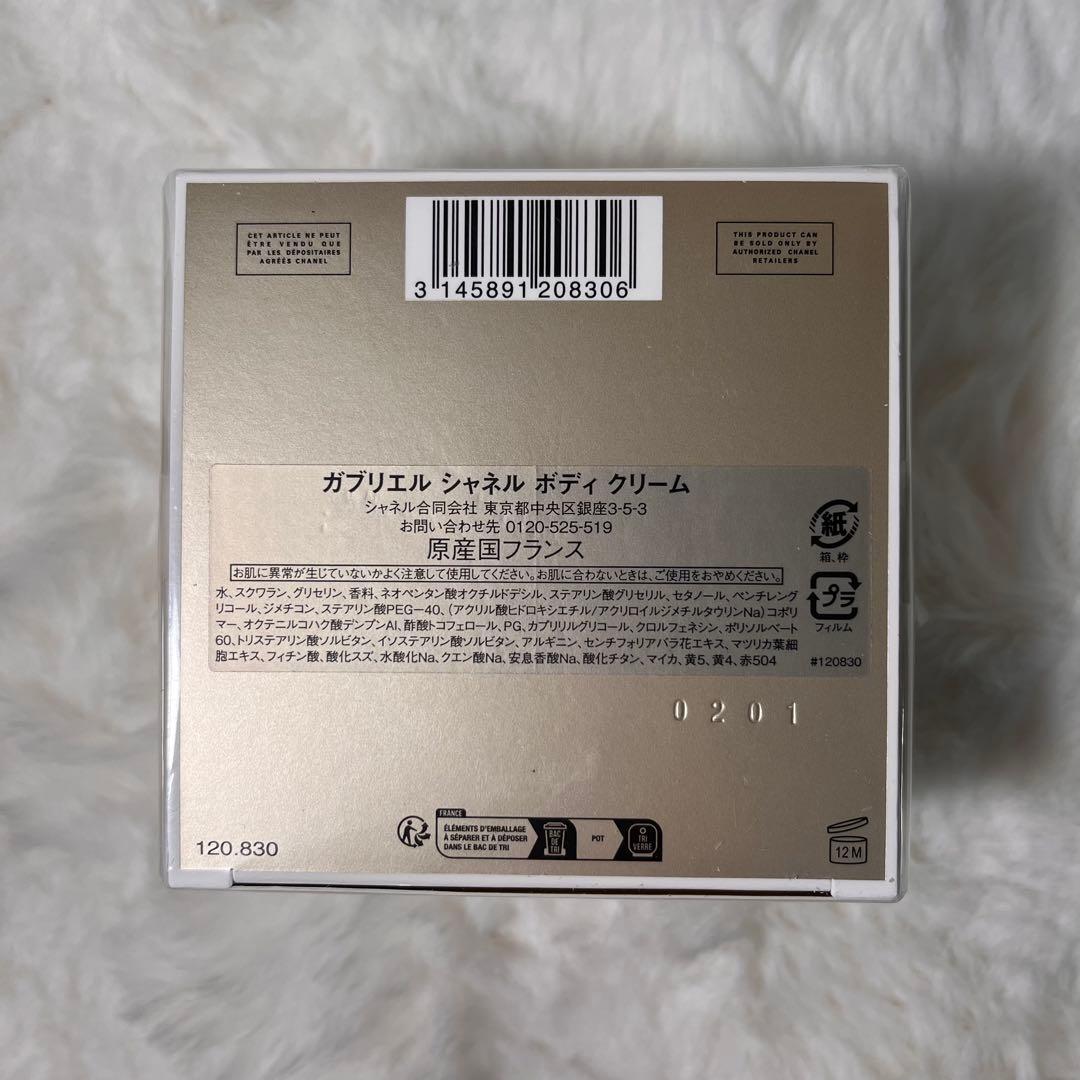 CET ARTICLE NE PEUT
ÊTRE VENDU QUE
PAR LES DÉPOSITAIRES
AGRÉÉS CHANEL
3 145891 208306
THIS PRODUCT CAN
BE SOLD ONLY BY
AUTHORIZED CHANEL
RETAILERS
ガブリエル シャネル ボディ クリーム
シャネル合同会社 東京都中央区銀座3-5-3
お問い合わせ先 0120-525-519
原産国フランス
お肌に異常が生じていないかよく注意して使用してください。お肌に合わないときは、ご使用をおやめください。
水、スクワラン、グリセリン、香料、ネオペンタン酸オクチルドデシル、ステアリン酸グリセリル、セタノール、ペンチレング
リコール、ジメチコン、ステアリン酸PEG-40、(アクリル酸ヒドロキシエチル/アクリロイルジメチルタウリンNa)コポリ
マー、オクテニルコハク酸デンプンAl、酢酸トコフェロール、PG、カプリリルグリコール、クロルフェネシン、ポリソルベート
60、トリステアリン酸ソルビタン、イソステアリン酸ソルビタン、アルギニン、センチフォリアバラ花エキス、マツリカ葉細
胞エキス、フィチン酸、酸化スズ、水酸化Na、クエン酸Na、安息香酸Na、酸化チタン、マイカ、黄5、黄4、赤504
#120830
紙
箱、枠
プラ
フィルム
0201
120.830
FRANCE
ÉLÉMENTS D'EMBALLAGE
À SÉPARER ET À DÉPOSER
DANS LE BAC DE TRI
BAC
DE
TRI
POT
TRI
VERRE
12 M